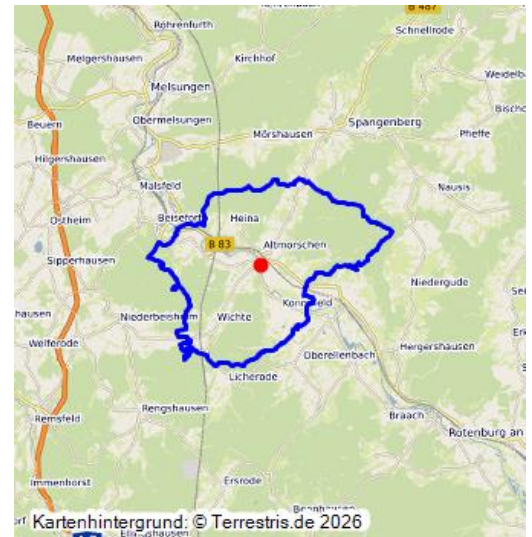 B 487
Röhrenfurth
Schnellrode
Melgershausen
Kirchhof
Melsungen
Weidelba
Bischo
Beuern
Obermelsungen
Spangenberg
Mörshausen
Pfieffe
Hilgershausen
Malsfeld
Nausis
Ostheim
Beiseförth
Heina
B 83
Altmorschen
Sipperhausen
Niedergude
Konnefeld
hausen
Niederbeisheim
Wichte
Welferode
Hergershausen
Oberellenbach
Licherode
Rengshausen
Braach
Remsfeld
Rotenburg an
Immenhorst
Ersrode
Kartenhintergrund: © Terrestris.de 2026